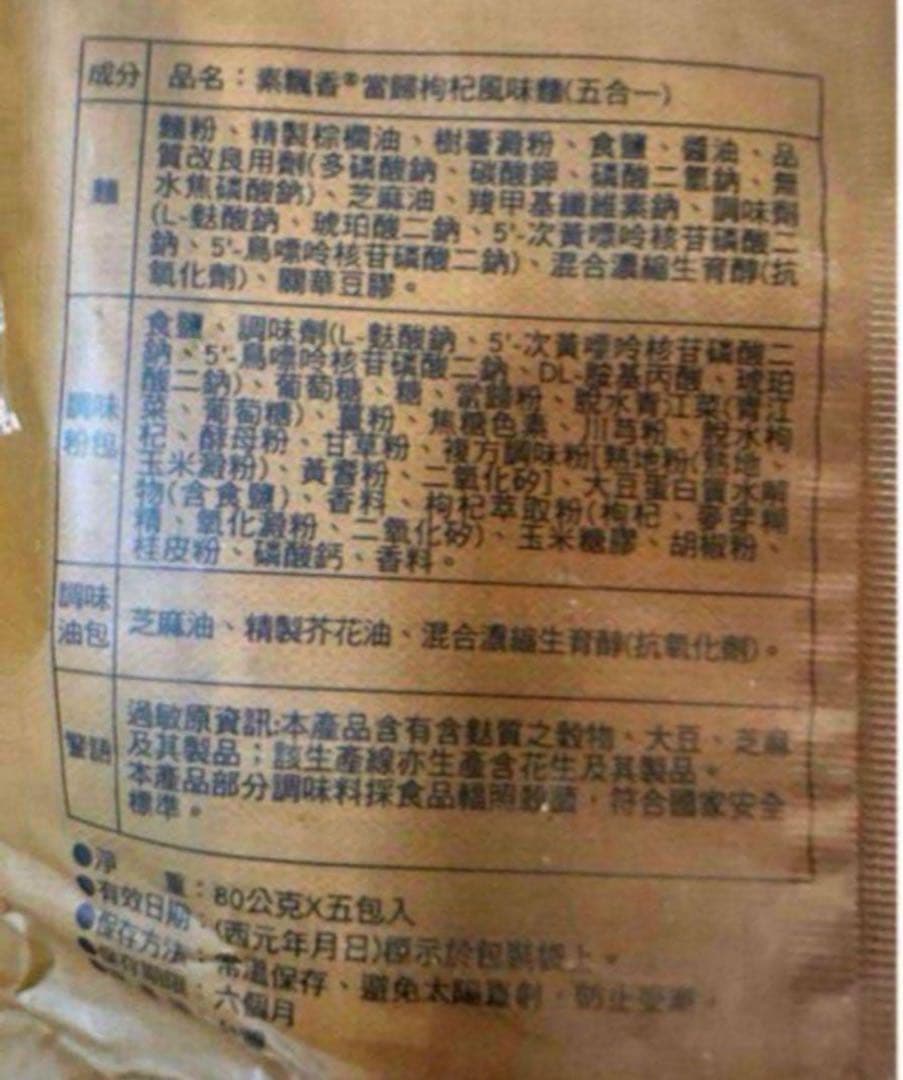 成分 品名：素飄香®當歸枸杞風味麵(五合一)
麵 麵粉、精製棕櫚油、樹薯澱粉、食鹽、醬油、品
質改良用劑(多磷酸鈉、碳酸鉀、磷酸二氫鈉、無
水焦磷酸鈉)、芝麻油、羧甲基纖維素鈉、調味劑
(L-麩酸鈉、琥珀酸二鈉、5'-次黃嘌呤核苷磷酸二
鈉、5'-鳥嘌呤核苷磷酸二鈉)、混合濃縮生育醇(抗
氧化劑)、關華豆膠。
調味粉包
食鹽、調味劑(L-麩酸鈉、5'-次黃嘌呤核苷磷酸二
鈉、5'-鳥嘌呤核苷磷酸二鈉、DL-胺基丙酸、琥珀
酸二鈉)、葡萄糖、糖、當歸粉、脫水青江菜(青江
菜、葡萄糖)、薑粉、焦糖色素、川芎粉、脫水枸
杞、酵母粉、甘草粉、複方調味粉[熟地粉(熟地、
玉米澱粉)、黃耆粉、二氧化矽]、大豆蛋白質水解
物(含食鹽)、香料、枸杞萃取粉(枸杞、麥芽糊
精、氧化澱粉、二氧化矽)、玉米糖膠、胡椒粉、
桂皮粉、磷酸鈣、香料。
調味油包
芝麻油、精製芥花油、混合濃縮生育醇(抗氧化劑)。
警語
過敏原資訊:本產品含有含麩質之穀物、大豆、芝麻
及其製品；該生產線亦生產含花生及其製品。
本產品部分調味料採食品輻照殺菌，符合國家安全
標準。
●淨 重：80公克X五包入
●有效日期：(西元年月日)標示於包裝袋上。
●保存方法：常溫保存、避免太陽直射，防止受潮。
●保存期限：六個月